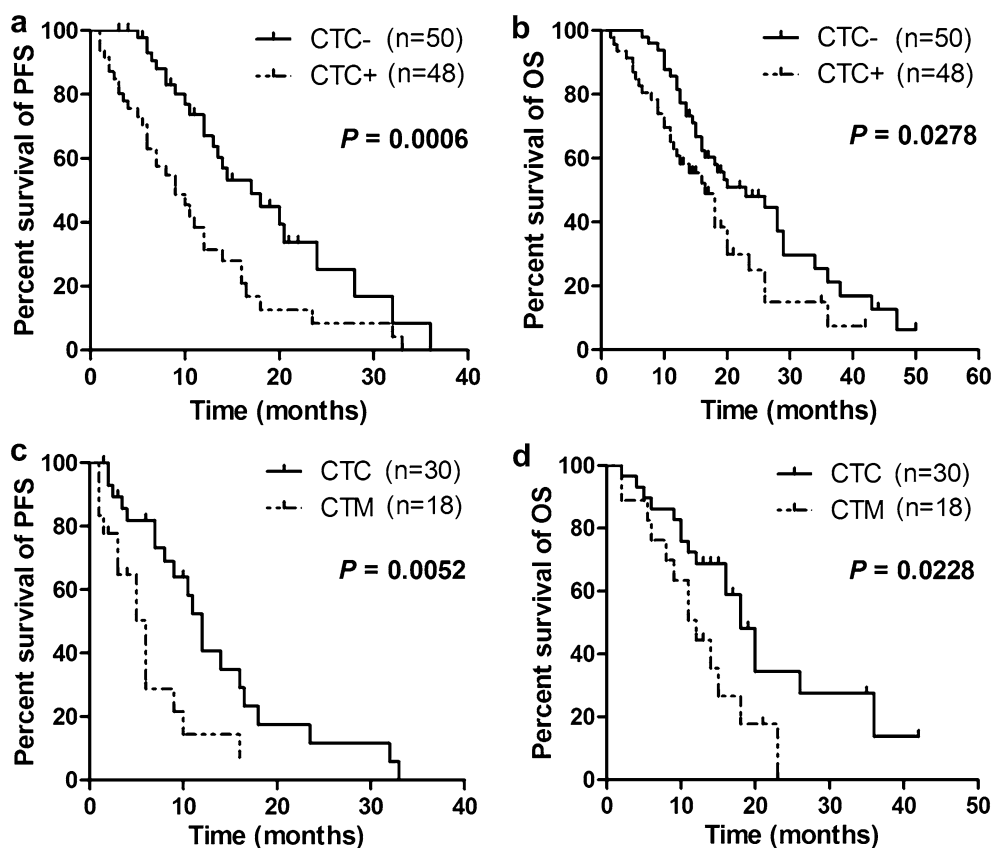 a
CTC- (n=50)
CTC+ (n=48)
P = 0.0006
Percent survival of PFS
100
80
60
40
20
0
0 10 20 30 40
Time (months)
b
CTC- (n=50)
CTC+ (n=48)
P = 0.0278
Percent survival of OS
100
80
60
40
20
0
0 10 20 30 40 50 60
Time (months)
c
CTC (n=30)
CTM (n=18)
P = 0.0052
Percent survival of PFS
100
80
60
40
20
0
0 10 20 30 40
Time (months)
d
CTC (n=30)
CTM (n=18)
P = 0.0228
Percent survival of OS
100
80
60
40
20
0
0 10 20 30 40 50
Time (months)